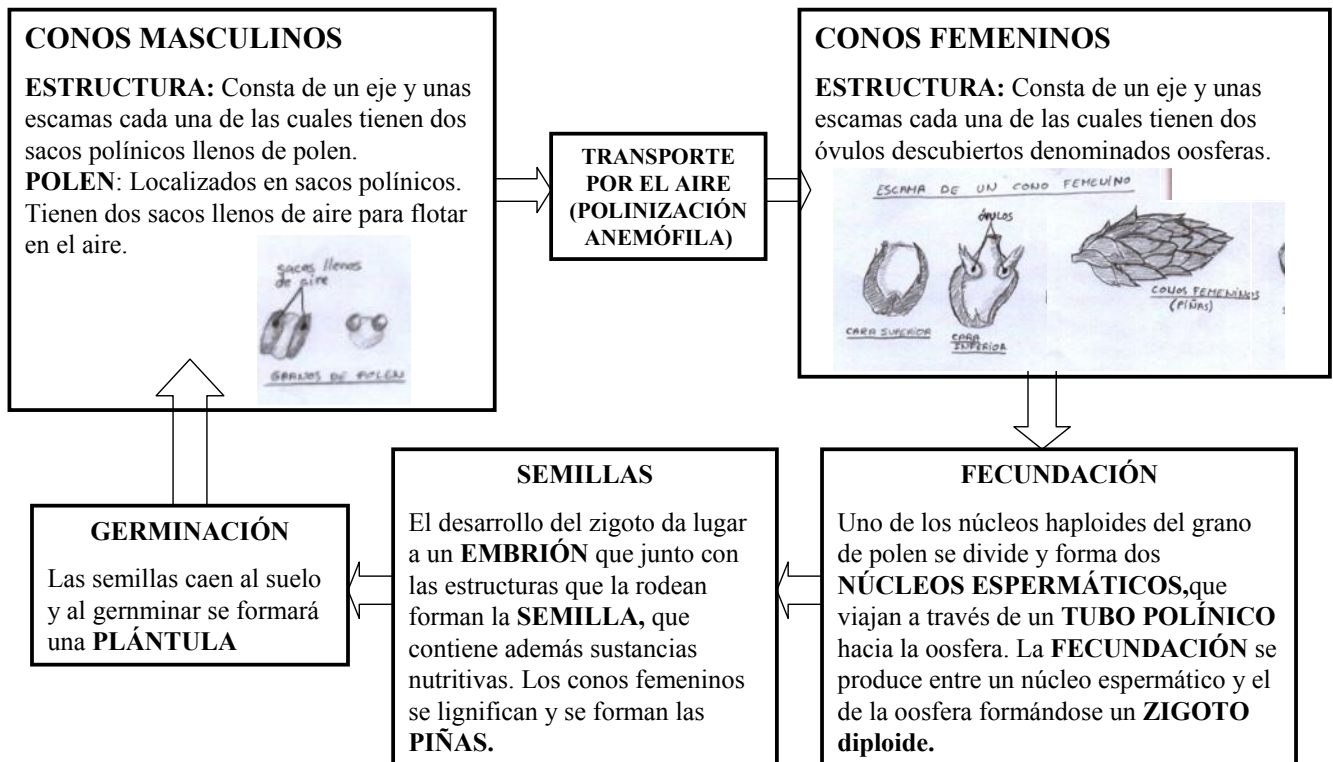 CONOS MASCULINOS
ESTRUCTURA: Consta de un eje y unas
escamas cada una de las cuales tienen dos
sacos polínicos llenos de polen.
POLEN: Localizados en sacos polínicos.
Tienen dos sacos llenos de aire para flotar
en el aire.
sacos llenos
de aire
GRANOS DE POLEN
TRANSPORTE
POR EL AIRE
(POLINIZACIÓN
ANEMÓFILA)
CONOS FEMENINOS
ESTRUCTURA: Consta de un eje y unas
escamas cada una de las cuales tienen dos
óvulos descubiertos denominados oosferas.
ESCAMA DE UN CONO FEMENINO
óVULOS
CARA SUPERIOR
CARA
INFERIOR
CONOS FEMENINOS
(PIÑAS)
FECUNDACIÓN
Uno de los núcleos haploides del grano
de polen se divide y forma dos
NÚCLEOS ESPERMÁTICOS,que
viajan a través de un TUBO POLÍNICO
hacia la oosfera. La FECUNDACIÓN se
produce entre un núcleo espermático y el
de la oosfera formándose un ZIGOTO
diploide.
SEMILLAS
El desarrollo del zigoto da lugar
a un EMBRIÓN que junto con
las estructuras que la rodean
forman la SEMILLA, que
contiene además sustancias
nutritivas. Los conos femeninos
se lignifican y se forman las
PIÑAS.
GERMINACIÓN
Las semillas caen al suelo
y al gernminar se formará
una PLÁNTULA